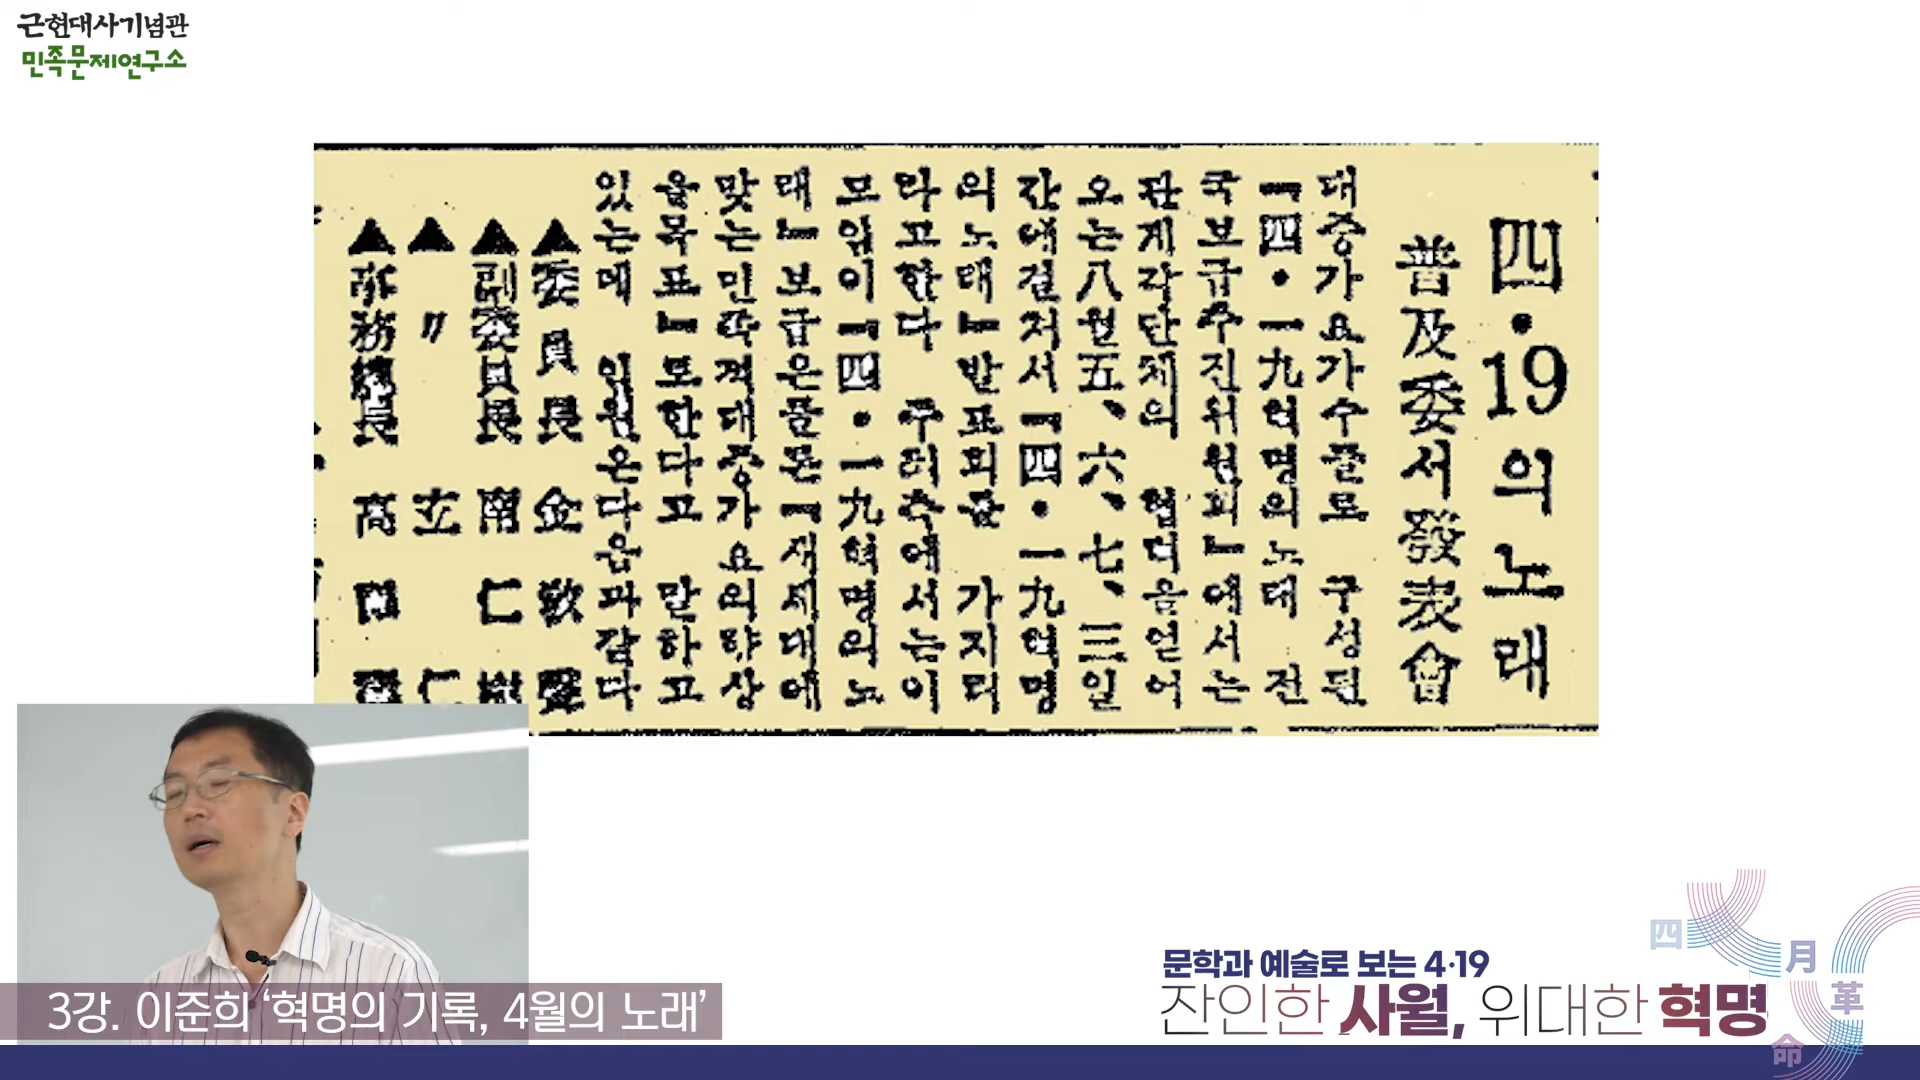 근현대사기념관
민족문제연구소
四·19의노래
普及委서發表會
대중가요가수들로 구성된
『四·一九혁명의노래 전
국보급추진위원회』에서는
관계각단체의 협력을얻어
오는八월五、六、七、三일
간에걸쳐서『四·一九혁명
의노래』발표회를 가지리
라고한다 주최측에서는이
모임이『四·一九혁명의노
래』보급은물론『새세대에
맞는민족적대중가요의향상
을목표』로한다고 말하고
있는데 임원은다음과같다
▲委員長 金
▲副委員長 南仁樹
▲〃 玄仁
▲務總長 高
3강. 이준희 ‘혁명의 기록, 4월의 노래’
문학과 예술로 보는 4·19
잔인한 사월, 위대한 혁명
四月革命